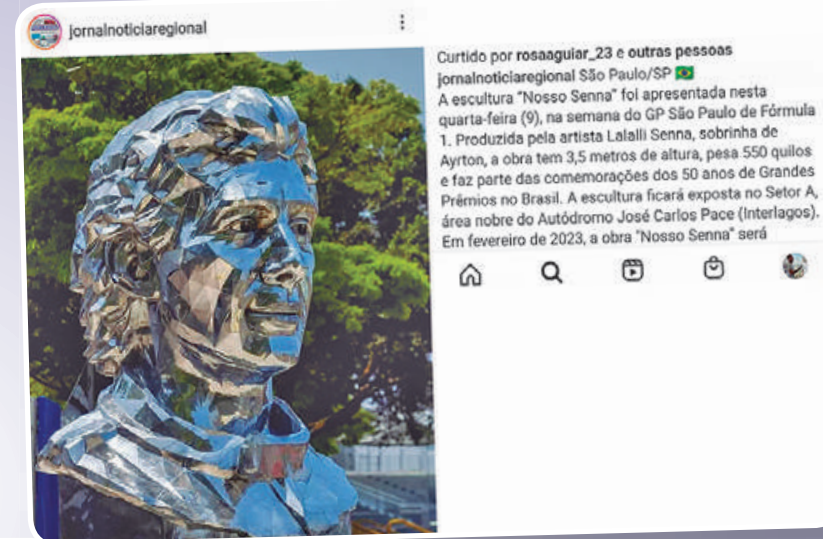 jornalnoticiaregional
Curtido por rosaaguiar_23 e outras pessoas
jornalnoticiaregional São Paulo/SP 🇧🇷
A escultura "Nosso Senna" foi apresentada nesta
quarta-feira (9), na semana do GP São Paulo de Fórmula
1. Produzida pela artista Lalalli Senna, sobrinha de
Ayrton, a obra tem 3,5 metros de altura, pesa 550 quilos
e faz parte das comemorações dos 50 anos de Grandes
Prêmios no Brasil. A escultura ficará exposta no Setor A,
área nobre do Autódromo José Carlos Pace (Interlagos).
Em fevereiro de 2023, a obra "Nosso Senna" será